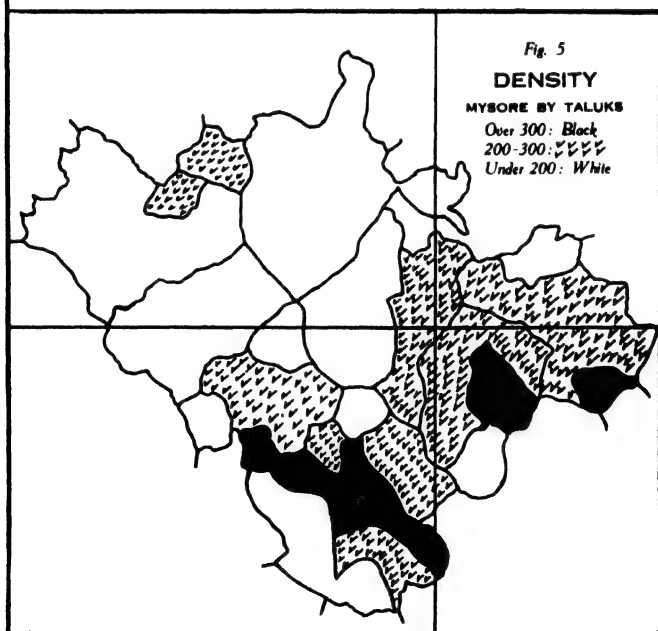 Fig. 5
DENSITY
MYSORE BY TALUKS
Over 300: Black
200-300:
Under 200: White